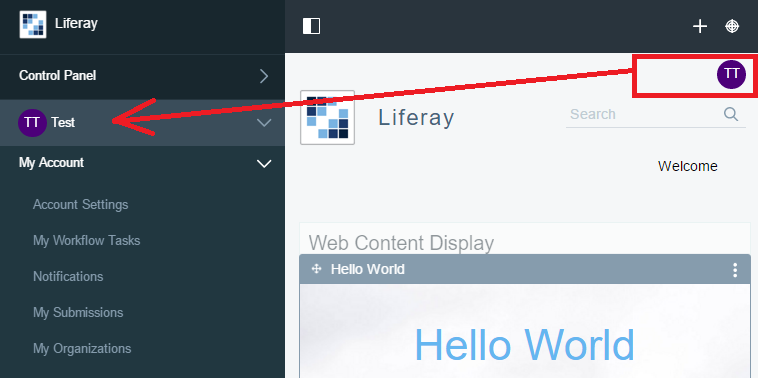 Liferay
Control Panel
TT Test
My Account
Account Settings
My Workflow Tasks
Notifications
My Submissions
My Organizations
TT
Liferay
Search
Welcome
Web Content Display
Hello World
Hello World